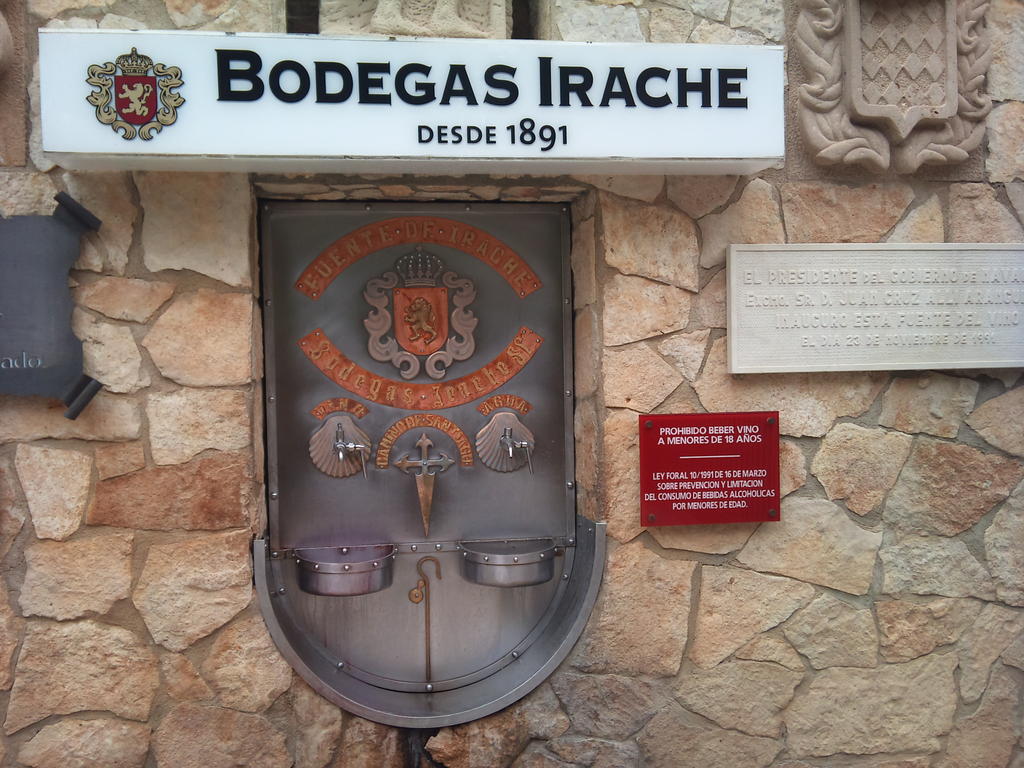 BODEGAS IRACHE
DESDE 1891
FUENTE · DE · IRACHE
Bodegas · Irache SL
VINO
AGUA
CAMINO · DE · SANTIAGO
EL PRESIDENTE DEL GOBIERNO DE NAVA
EXCMO. SR. D. JUAN CRUZ ALLI ARANGU
INAUGURO ESTA FUENTE DEL VINO
EL DIA 23 DE NOVIEMBRE DE 1991
PROHIBIDO BEBER VINO
A MENORES DE 18 AÑOS
LEY FORAL 10/1991 DE 16 DE MARZO
SOBRE PREVENCION Y LIMITACION
DEL CONSUMO DE BEBIDAS ALCOHOLICAS
POR MENORES DE EDAD.
ado